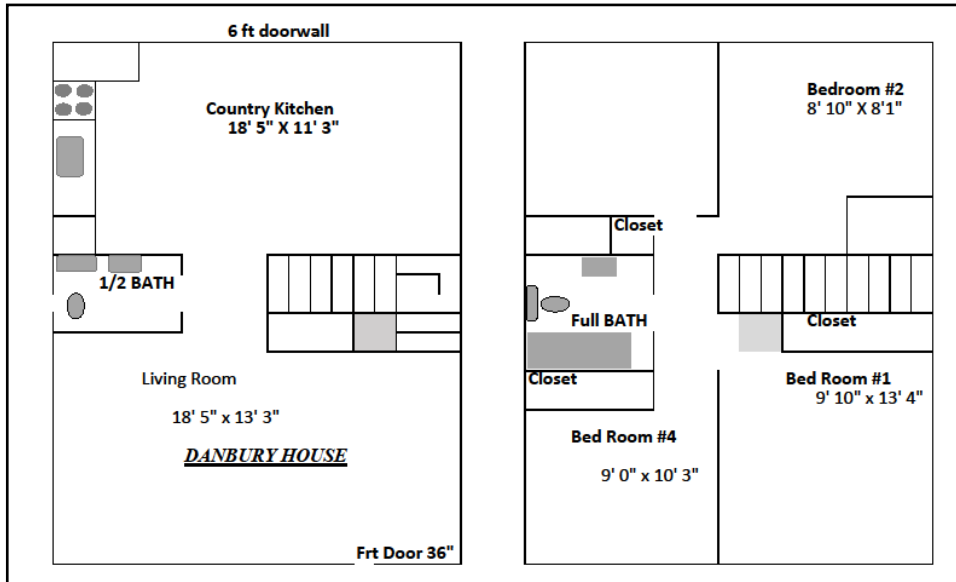 6 ft doorwall
Country Kitchen
18' 5" X 11' 3"
1/2 BATH
Living Room
18' 5" x 13' 3"
DANBURY HOUSE
Frt Door 36"
Bedroom #2
8' 10" X 8'1"
Closet
Full BATH
Closet
Closet
Bed Room #1
9' 10" x 13' 4"
Bed Room #4
9' 0" x 10' 3"